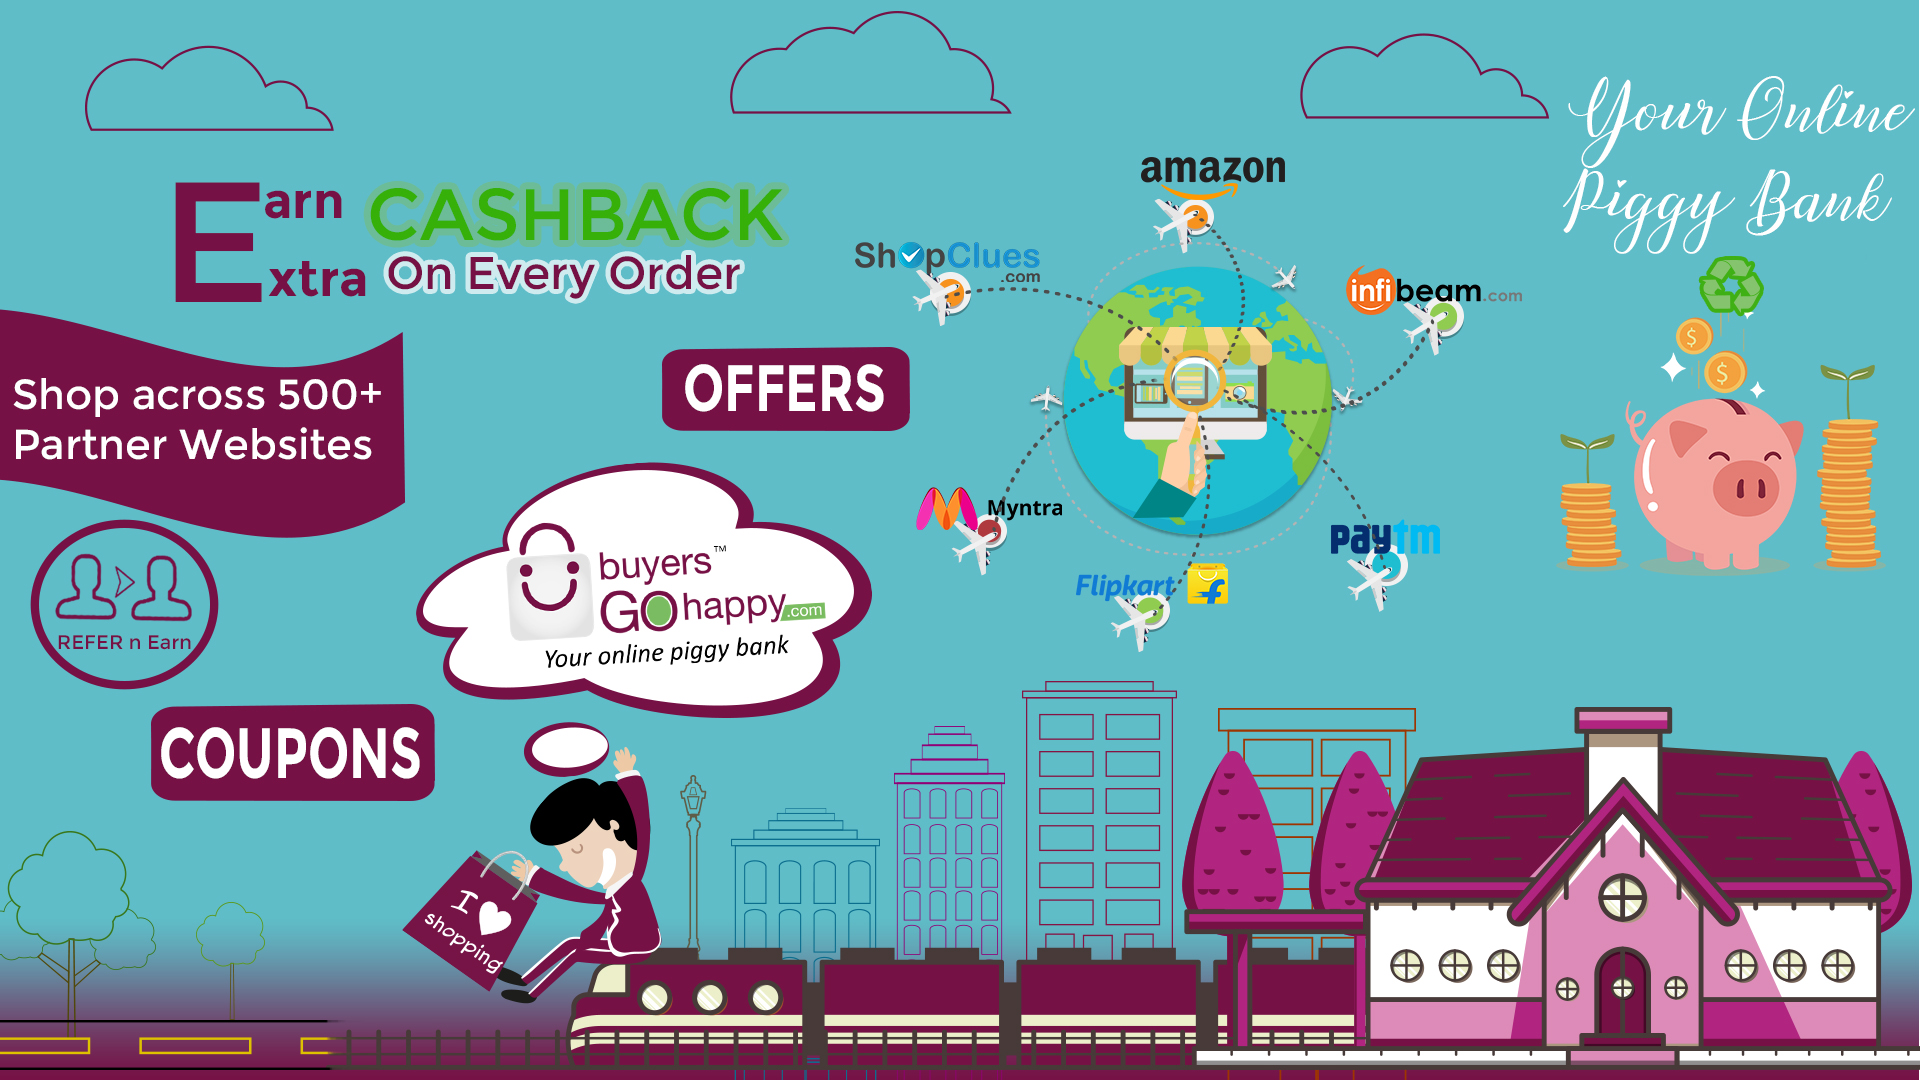 Your Online
Piggy Bank
amazon
Earn
Extra
CASHBACK
On Every Order
ShopClues
.com
infibeam.com
Shop across 500+
Partner Websites
OFFERS
Myntra
paytm
Flipkart
buyers™
GO happy.com
Your online piggy bank
REFER n Earn
COUPONS
I ♥
shopping